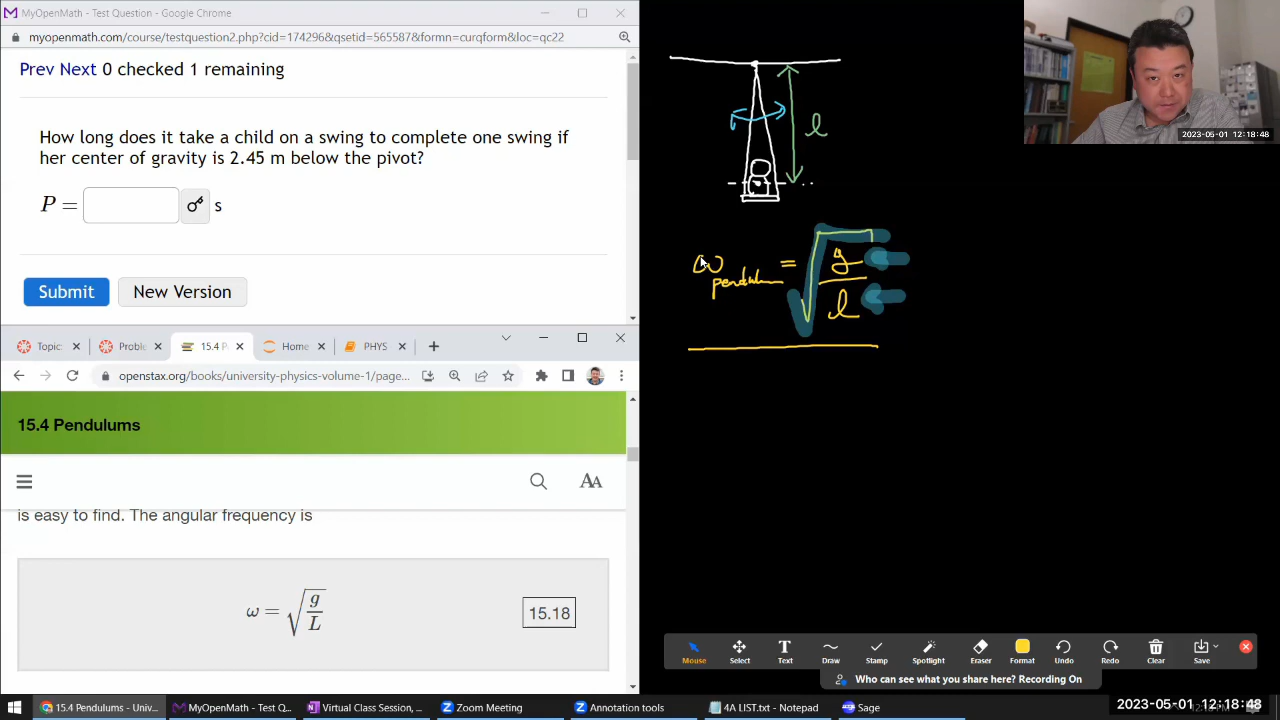 MyOpenMath - Test Question - Google Chrome
myopenmath.com/course/testquestion2.php?cid=174296&qsetid=565587&formn=curqform&loc=qc22
Prev Next 0 checked 1 remaining
How long does it take a child on a swing to complete one swing if
her center of gravity is 2.45 m below the pivot?
P = s
Submit
New Version
Topic
Proble
15.4 P
Home
PHYS
openstax.org/books/university-physics-volume-1/page...
15.4 Pendulums
AA
is easy to find. The angular frequency is
ω = √g/L
15.18
l
ω pendulum = √g/l
2023-05-01 12:18:48
Mouse
Select
Text
Draw
Stamp
Spotlight
Eraser
Format
Undo
Redo
Clear
Save
Who can see what you share here? Recording On
15.4 Pendulums - Univ...
MyOpenMath - Test Q...
Virtual Class Session, ...
Zoom Meeting
Annotation tools
4A LIST.txt - Notepad
Sage
2023-05-01 12:18:48